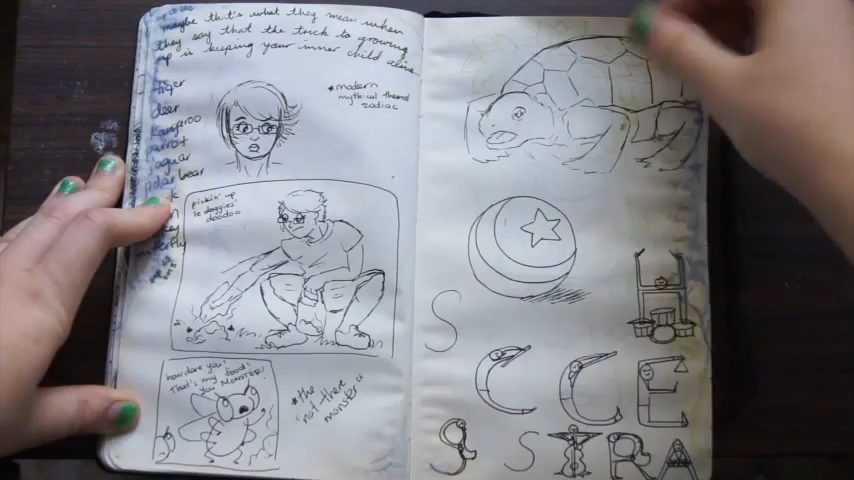 maybe that's what they mean when
they say that the trick to growing
up is keeping your inner child alive
tiger
deer
kangaroo
parrot
jaguar
polar bear
*modern
mythical themed
zodiac
pickin' up
le doggies'
doodoo
how dare you?
That's my food!
You MONSTER!
*the
"not there
monster"
S
H
C C E
S S T R A